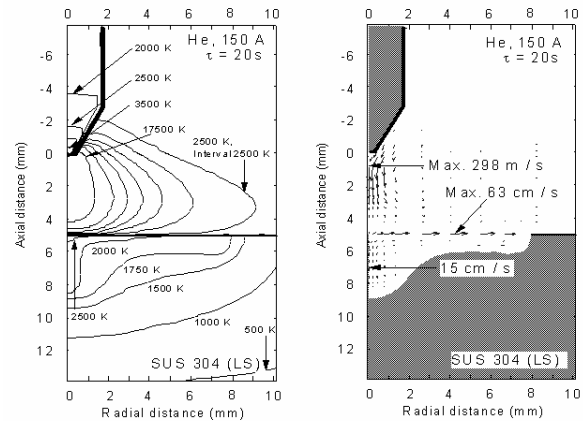 He, 150 A
τ = 20s
2000 K
2500 K
3500 K
17500 K
2500 K,
Interval 2500 K
2000 K
1750 K
1500 K
2500 K
1000 K
500 K
SUS 304 (LS)
-6
-4
-2
0
2
4
6
8
10
12
Axial distance (mm)
0 2 4 6 8 10
Radial distance (mm)
He, 150 A
τ = 20s
Max. 298 m / s
Max. 63 cm / s
15 cm / s
SUS 304 (LS)
-6
-4
-2
0
2
4
6
8
10
12
Axial distance (mm)
0 2 4 6 8 10
Radial distance (mm)